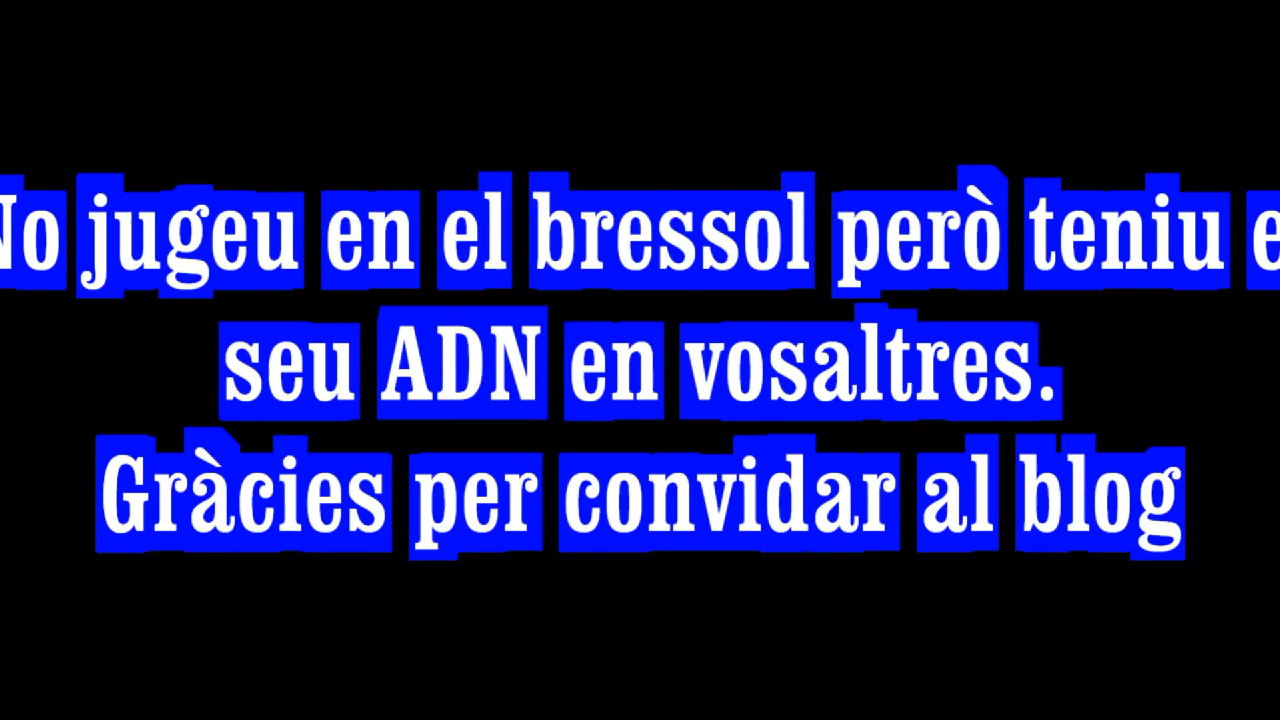 No jugeu en el bressol però teniu e
seu ADN en vosaltres.
Gràcies per convidar al blog